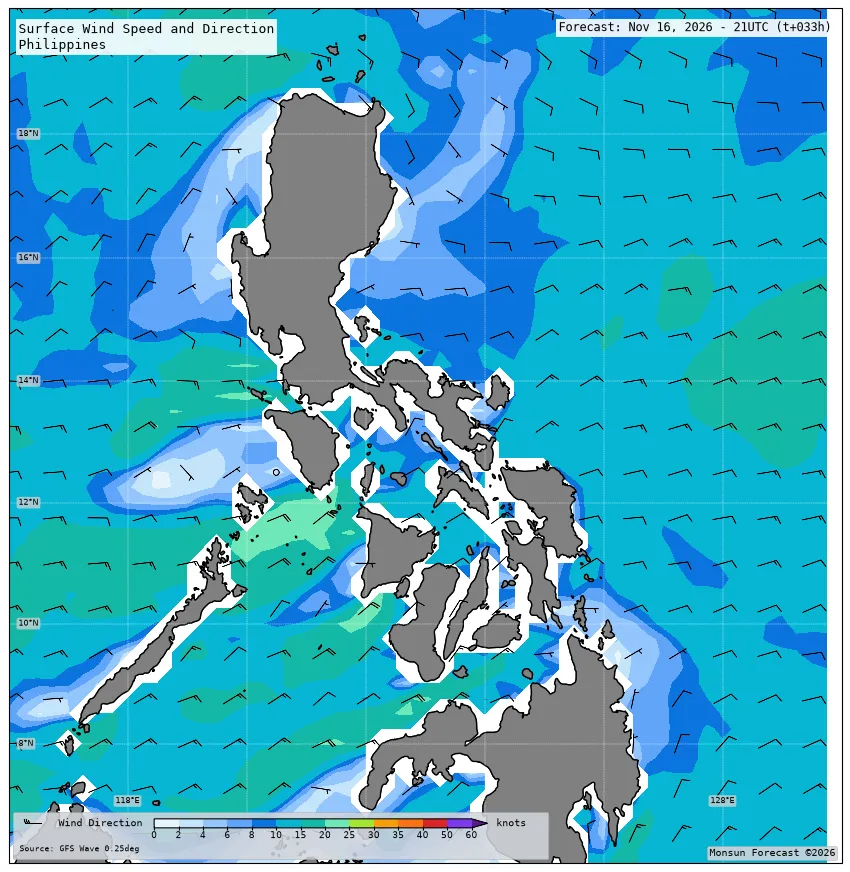 Surface Wind Speed and Direction
Philippines
Forecast: Nov 16, 2026 - 21UTC (t+033h)
18°N
16°N
14°N
12°N
10°N
8°N
118°E
128°E
Wind Direction
0 2 4 6 8 10 15 20 25 30 35 40 50 60
knots
Source: GFS Wave 0.25deg
Monsun Forecast ©2026